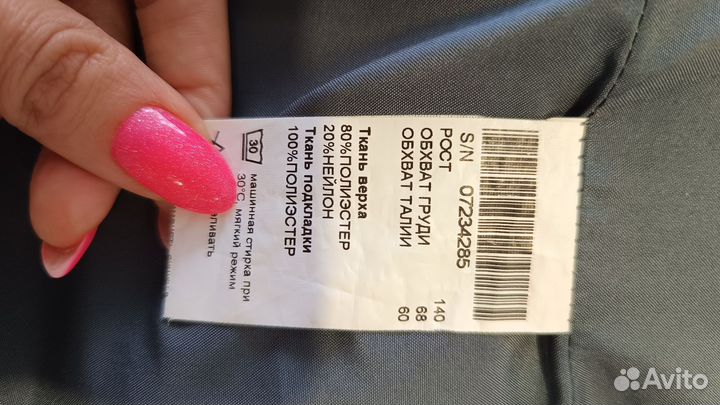 S/N 07234285
РОСТ 140
ОБХВАТ ГРУДИ 68
ОБХВАТ ТАЛИИ 60
Ткань верха
80%ПОЛИЭСТЕР
20%НЕЙЛОН
Ткань подкладки
100%ПОЛИЭСТЕР
30
машинная стирка при
30°C, мягкий режим
Avito